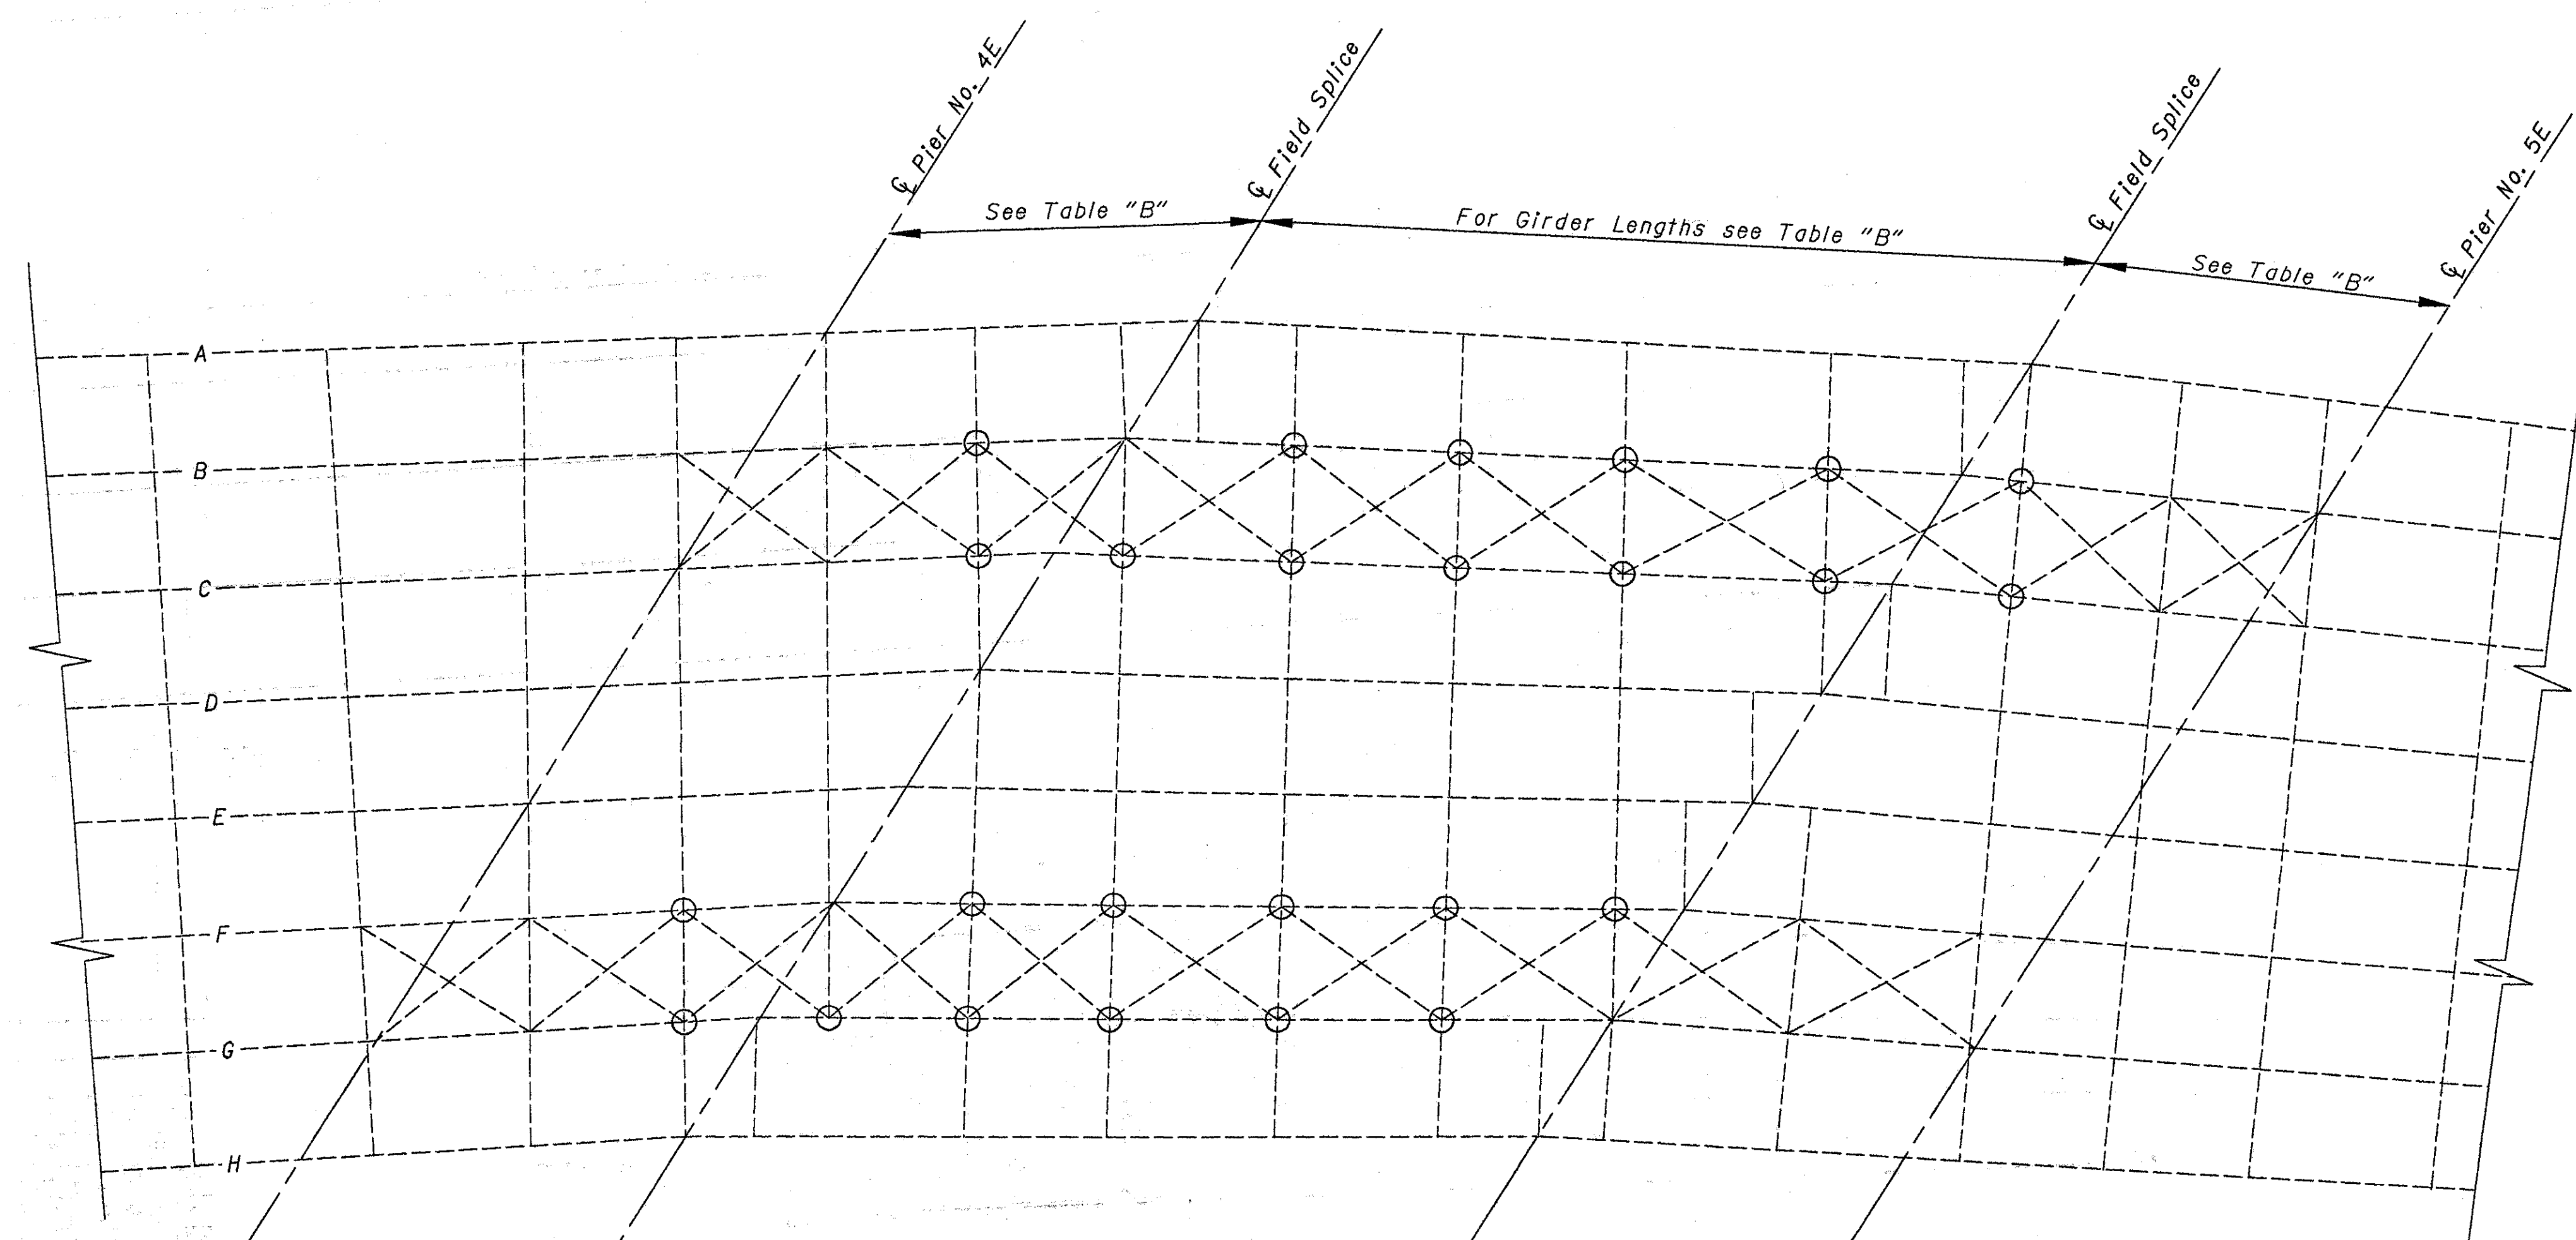 ℄ Pier No. 4E
℄ Field Splice
℄ Field Splice
℄ Pier No. 5E
See Table "B"
For Girder Lengths see Table "B"
See Table "B"
A
B
C
D
E
F
G
H